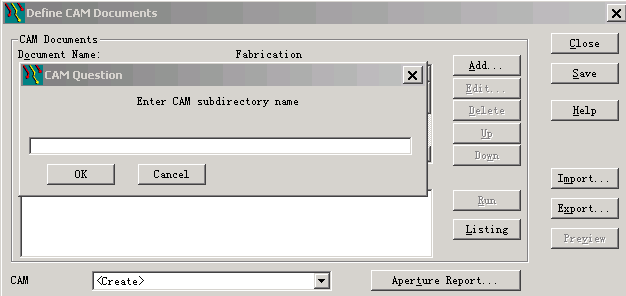 Define CAM Documents
CAM Documents
Document Name: Fabrication
CAM Question
Enter CAM subdirectory name
OK Cancel
Add...
Edit...
Delete
Up
Down
Run
Listing
Close
Save
Help
Import...
Export...
Preview
CAM <Create> Aperture Report...